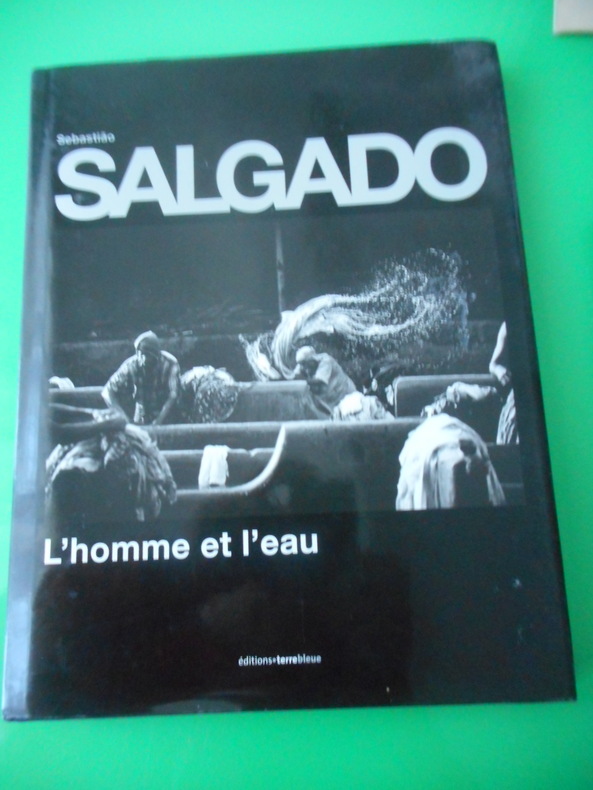 Sebastião
SALGADO
L'homme et l'eau
éditions•terrebleue